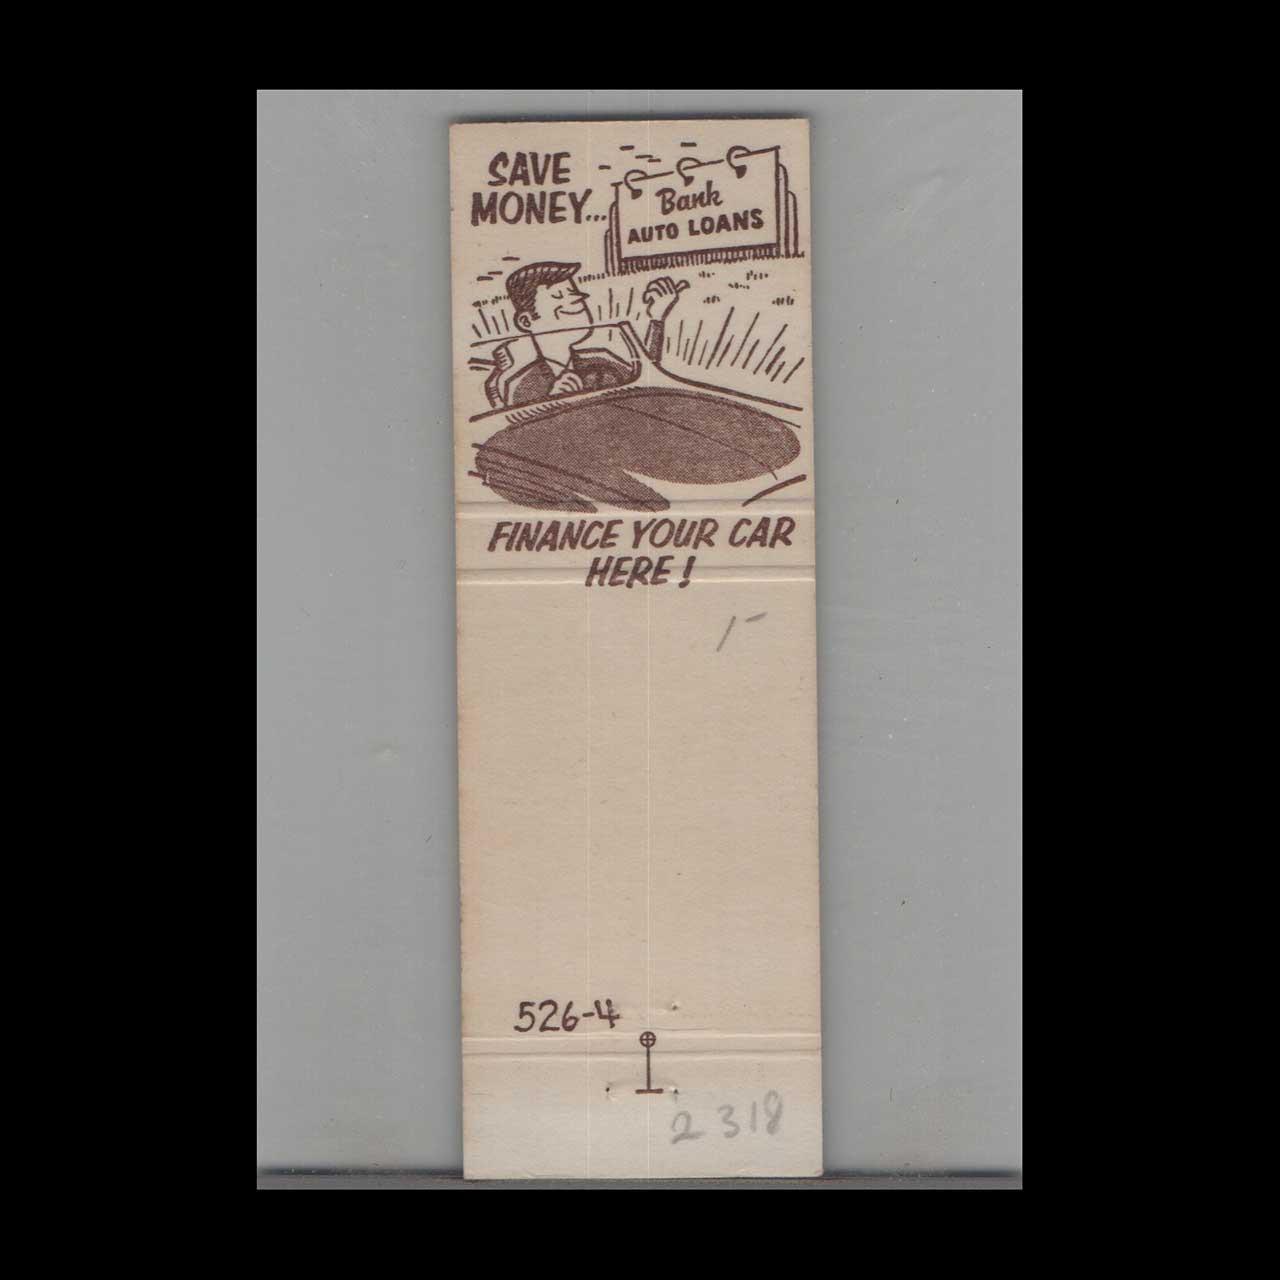 SAVE
MONEY...
Bank
AUTO LOANS
FINANCE YOUR CAR
HERE!
1-
526-4
2318